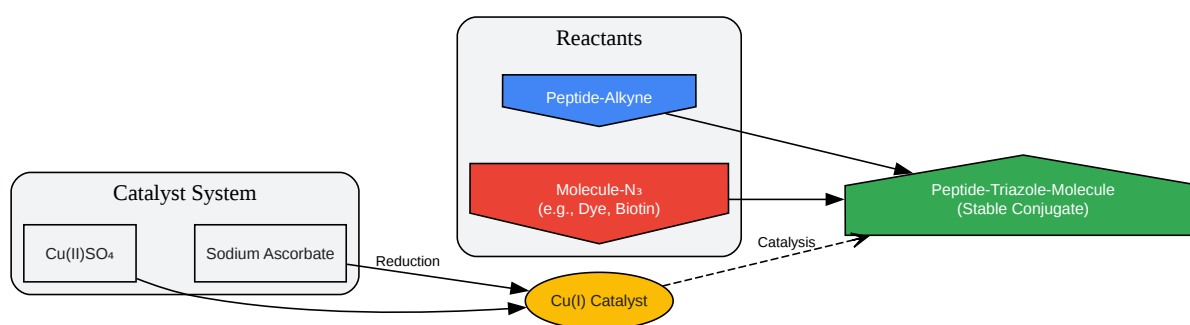 Reactants
Peptide-Alkyne
Molecule-N₃
(e.g., Dye, Biotin)
Catalyst System
Cu(II)SO₄
Sodium Ascorbate
Reduction
Cu(I) Catalyst
Catalysis
Peptide-Triazole-Molecule
(Stable Conjugate)